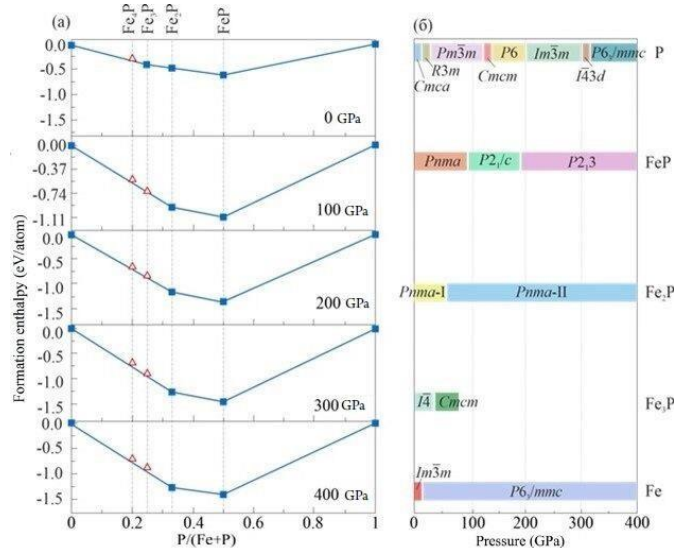 (а)
Fe₄P
Fe₃P
Fe₂P
FeP
0.0
-0.5
-1.0
-1.5
0 GPa
0.00
-0.37
-0.74
-1.11
100 GPa
0.0
-0.5
-1.0
-1.5
200 GPa
0.0
-0.5
-1.0
-1.5
300 GPa
0.0
-0.5
-1.0
-1.5
400 GPa
Formation enthalpy (eV/atom)
0 0.2 0.4 0.6 0.8 1
P/(Fe+P)
(б)
Pm3̅m P6 Im3̅m P6₃/mmc P
R3m Cmcm I4̅3d
Cmca
Pnma P2₁/c P2₁3 FeP
Pnma-I Pnma-II Fe₂P
I4̅ Cmcm Fe₃P
Im3̅m
P6₃/mmc Fe
0 100 200 300 400
Pressure (GPa)